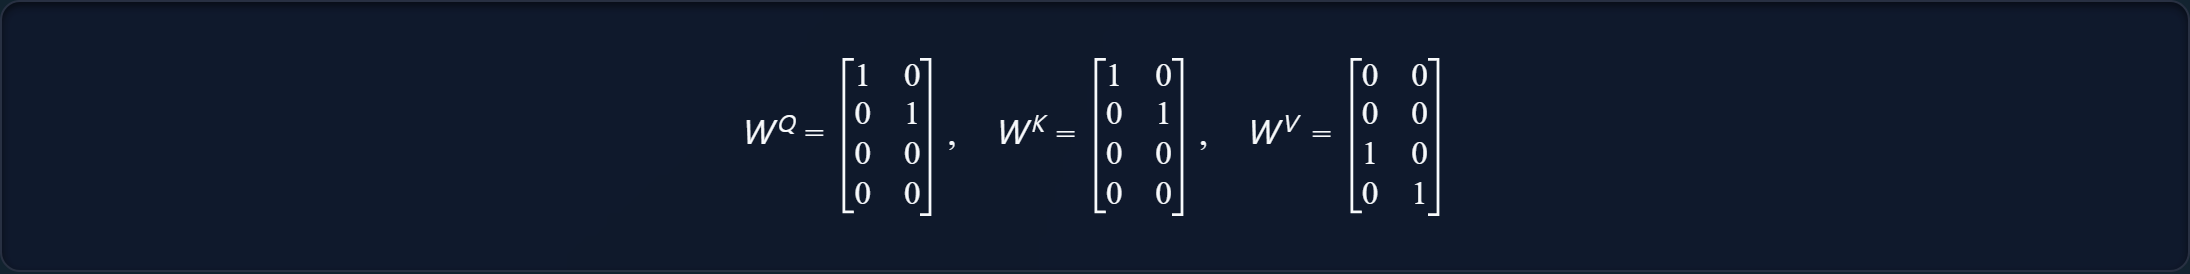 W^Q = [1 0; 0 1; 0 0; 0 0], W^K = [1 0; 0 1; 0 0; 0 0], W^V = [0 0; 0 0; 1 0; 0 1]